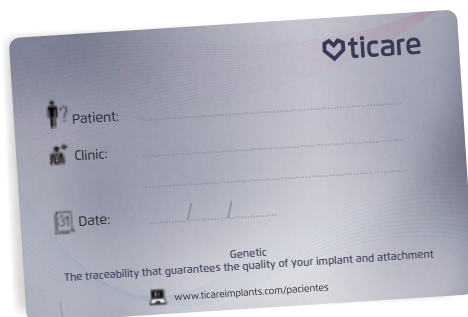 ticare
? Patient:
Clinic:
31 Date:
/ /
Genetic
The traceability that guarantees the quality of your implant and attachment
www.ticareimplants.com/pacientes